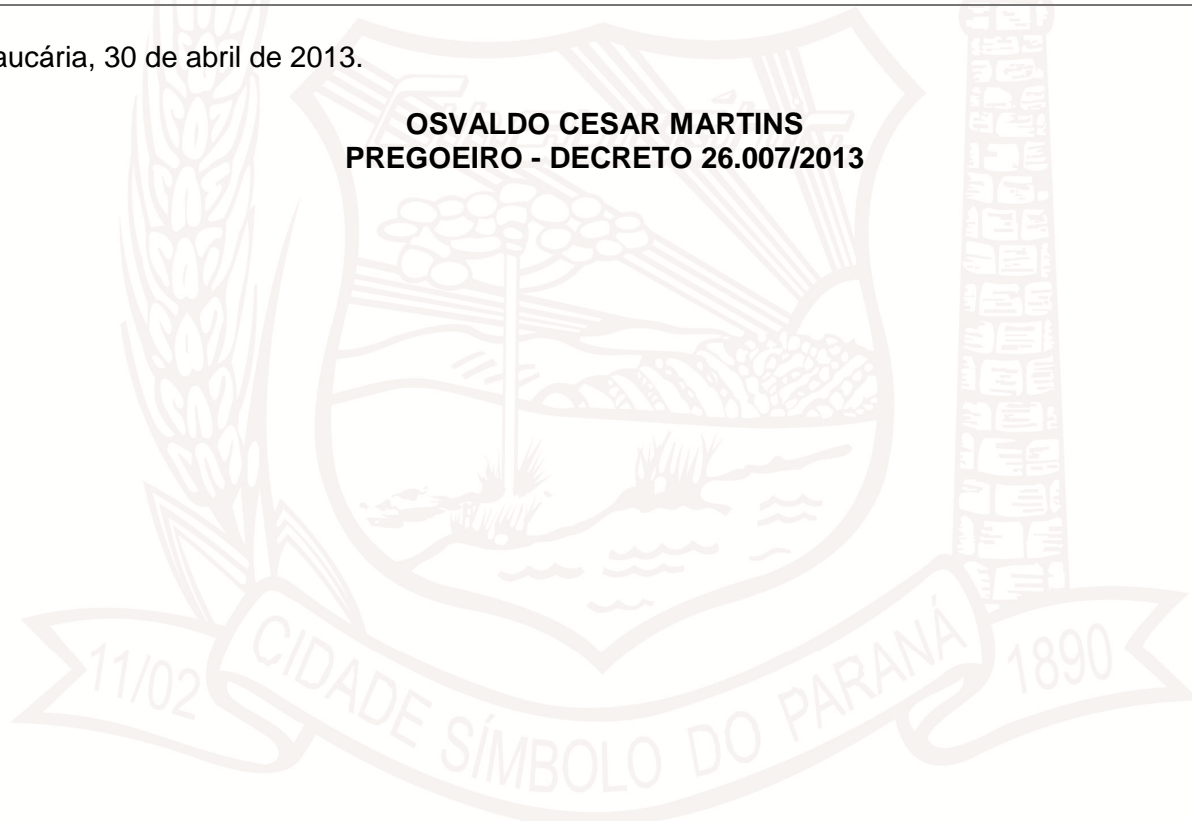 aucária, 30 de abril de 2013.
OSVALDO CESAR MARTINS
PREGOEIRO - DECRETO 26.007/2013
11/02
CIDADE SÍMBOLO DO PARANÁ
1890